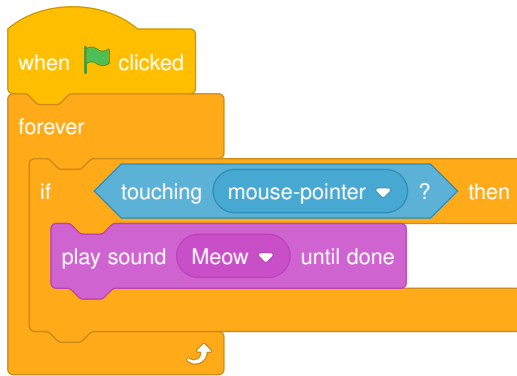 when clicked
forever
if touching mouse-pointer ? then
play sound Meow until done